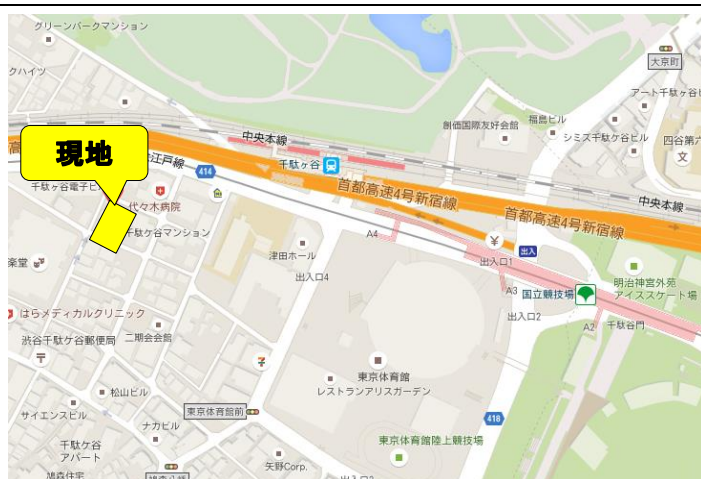 グリーンパークマンション
クハイツ
大京町
アート千駄ヶ谷ビ
創価国際友好会館
福島ビル
シミズ千駄ケ谷ビル
四谷第六
文
中央本線
現地
江戸線
414
千駄ヶ谷
首都高速4号新宿線
中央本線
首都高速4号新宿線
千駄ヶ谷電子ビ
代々木病院
千駄ケ谷マンション
A4
¥
出入
楽堂
津田ホール
出入口4
出入口1
A3
国立競技場
明治神宮外苑
アイススケート場
はらメディカルクリニック
出入口2
A2
千駄谷門
渋谷千駄ケ谷郵便局
二期会会館
〒
東京体育館
レストランアリスガーデン
松山ビル
サイエンスビル
東京体育館前
418
ナカビル
千駄ケ谷
アパート
東京体育館陸上競技場
矢野Corp.
鳩森住宅